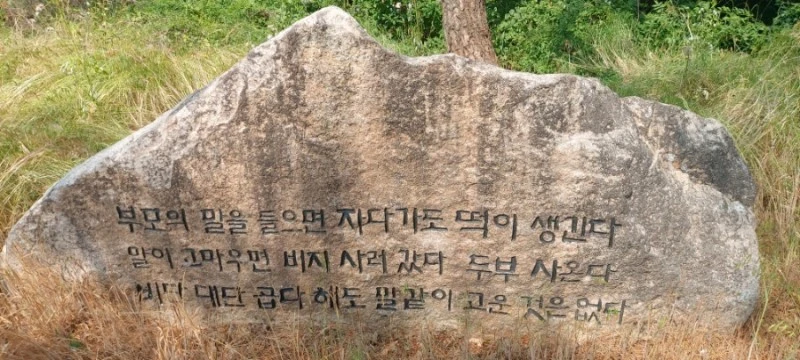 부모의 말을 들으면 자다가도 떡이 생긴다
말이 고마우면 비지 사러 갔다 두부 사온다
비단 대단 곱다 해도 말같이 고운 것은 없다